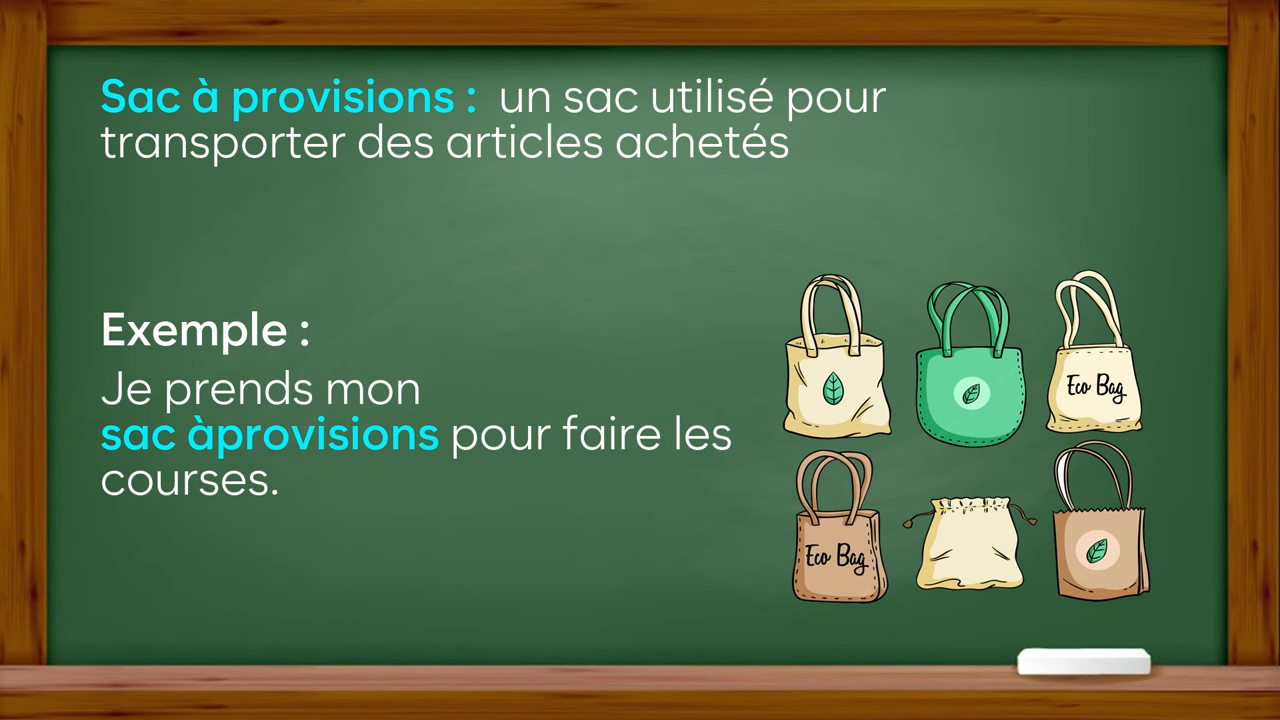 Sac à provisions : un sac utilisé pour
transporter des articles achetés
Exemple :
Je prends mon
sac àprovisions pour faire les
courses.
Eco Bag
Eco Bag